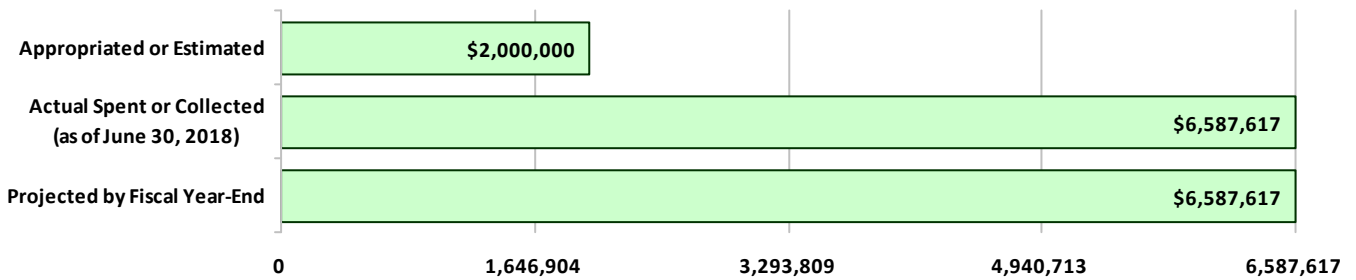 Appropriated or Estimated
$2,000,000
Actual Spent or Collected
(as of June 30, 2018)
$6,587,617
Projected by Fiscal Year-End
$6,587,617
0 1,646,904 3,293,809 4,940,713 6,587,617